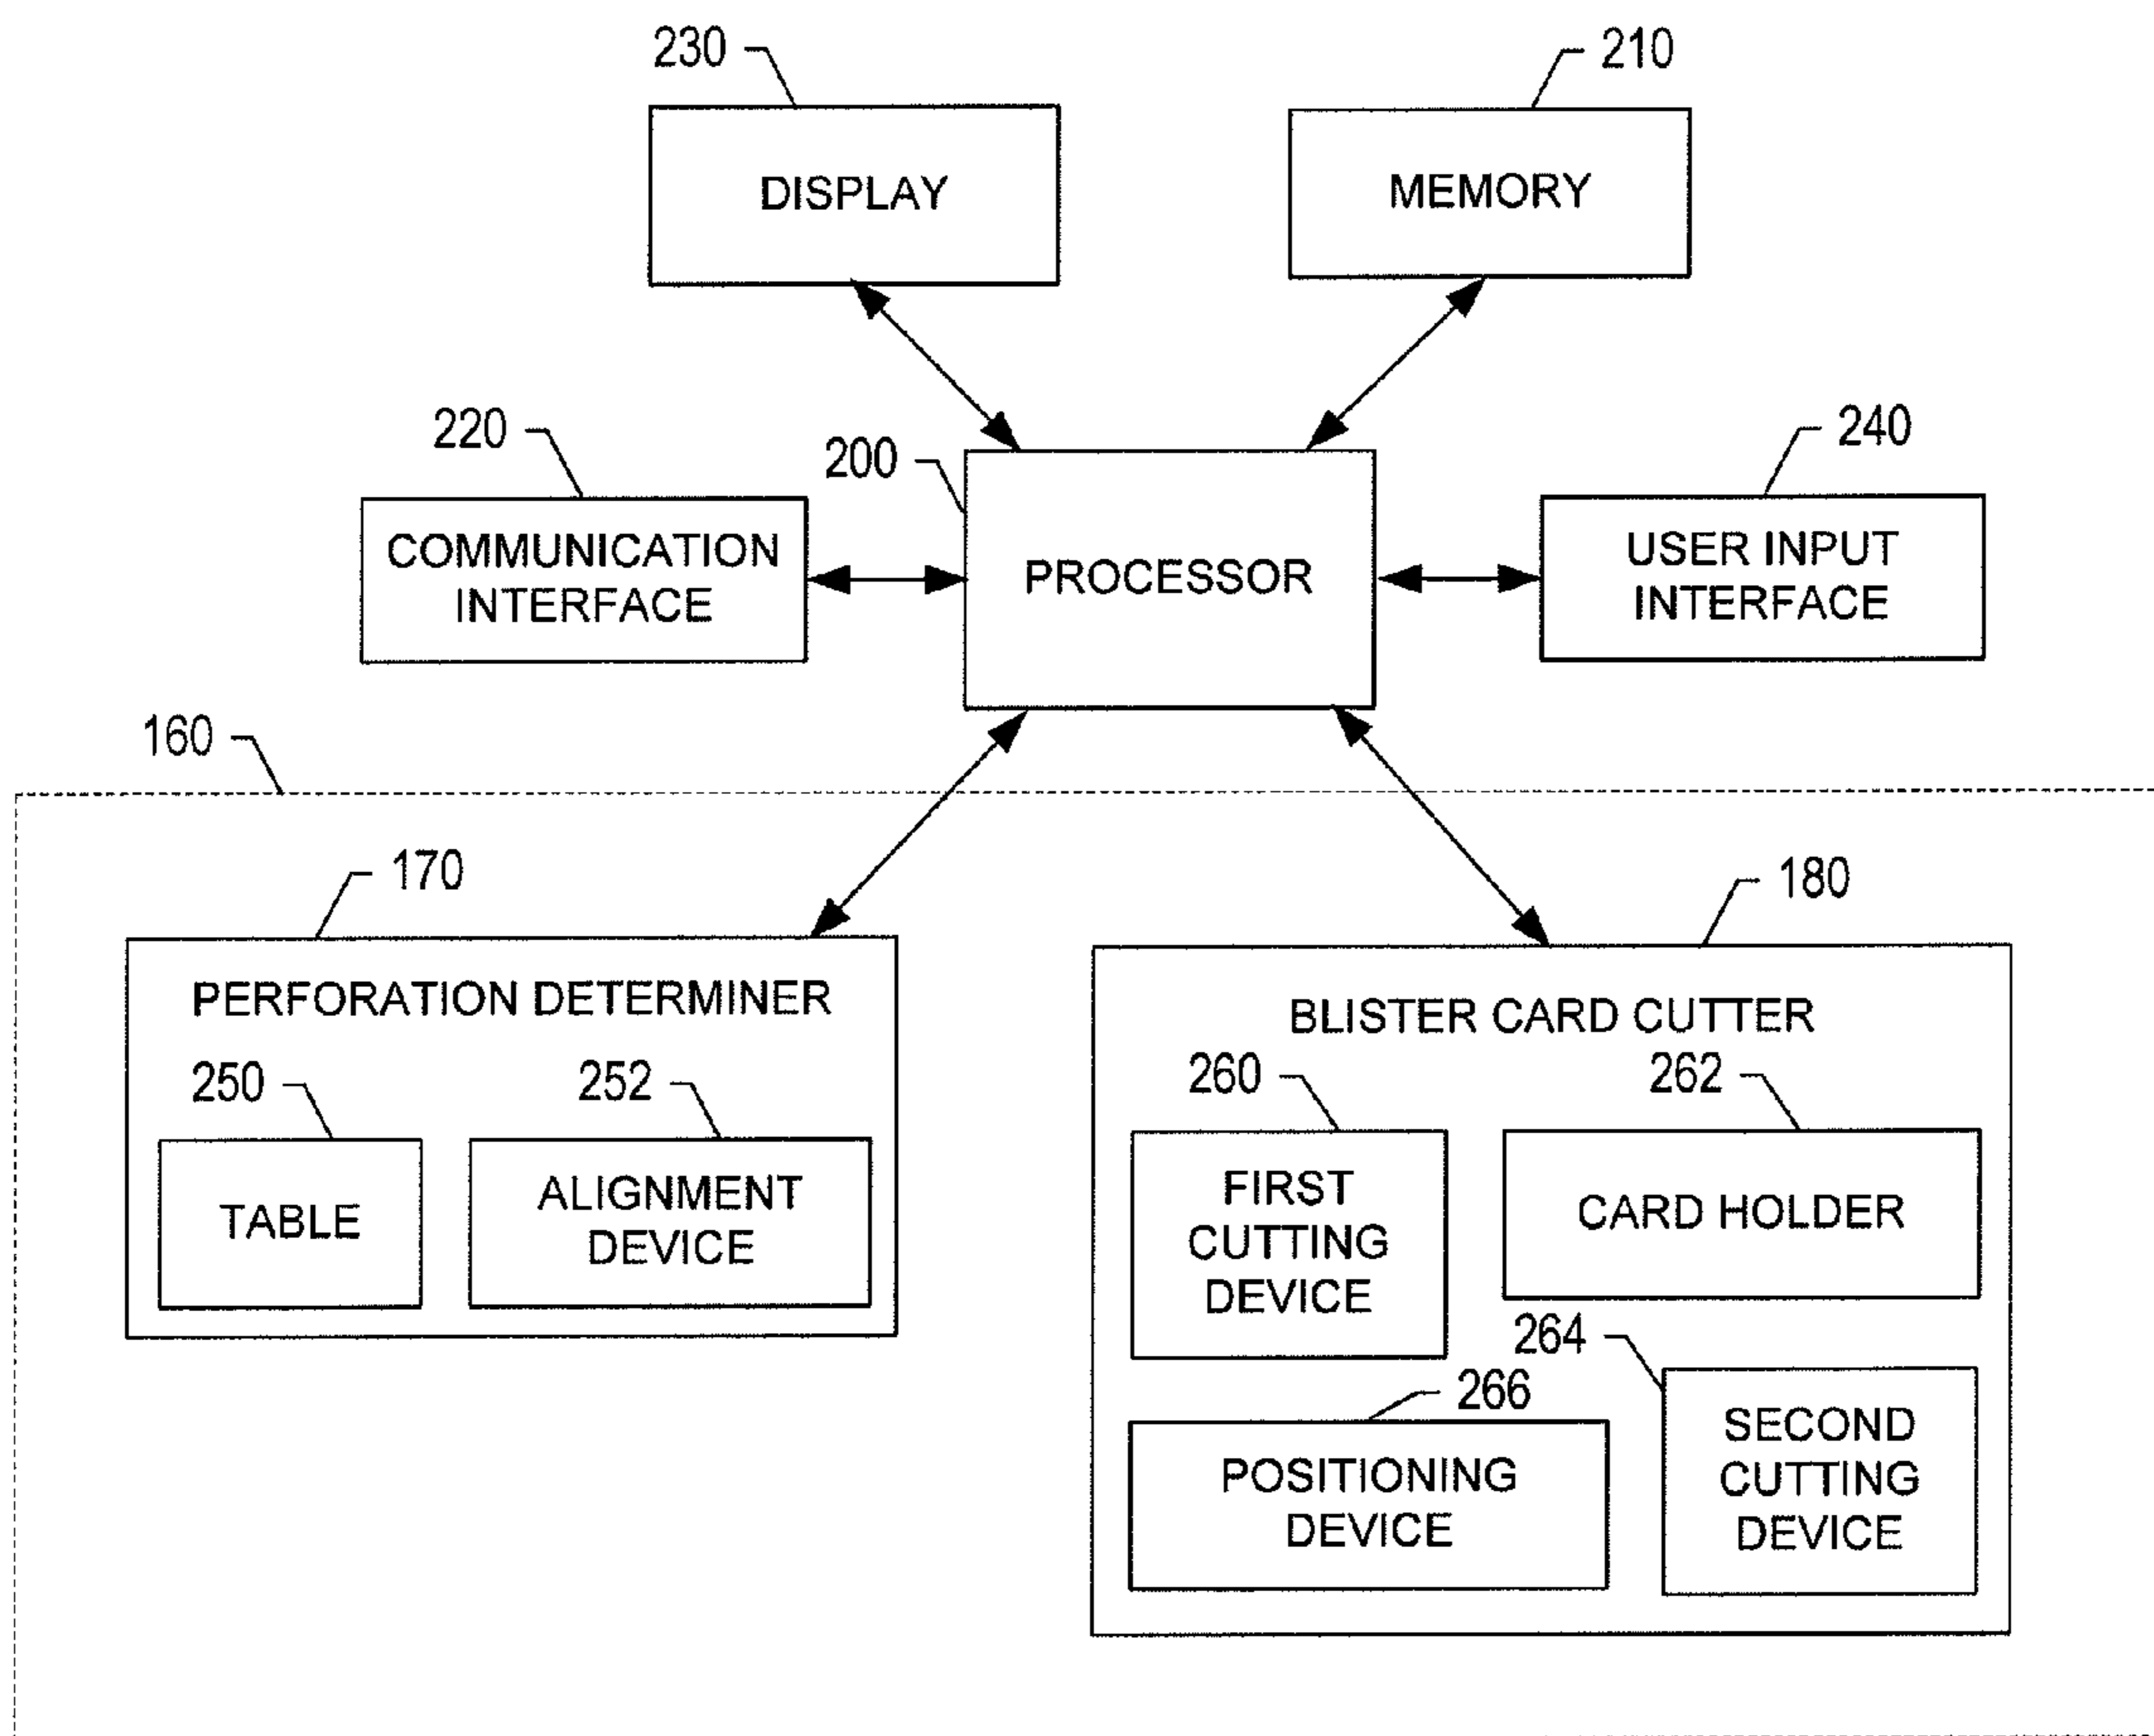 230
210
DISPLAY
MEMORY
220
200
240
COMMUNICATION
INTERFACE
PROCESSOR
USER INPUT
INTERFACE
160
170
180
PERFORATION DETERMINER
250
252
TABLE
ALIGNMENT
DEVICE
BLISTER CARD CUTTER
260
262
FIRST
CUTTING
DEVICE
CARD HOLDER
264
266
POSITIONING
DEVICE
SECOND
CUTTING
DEVICE